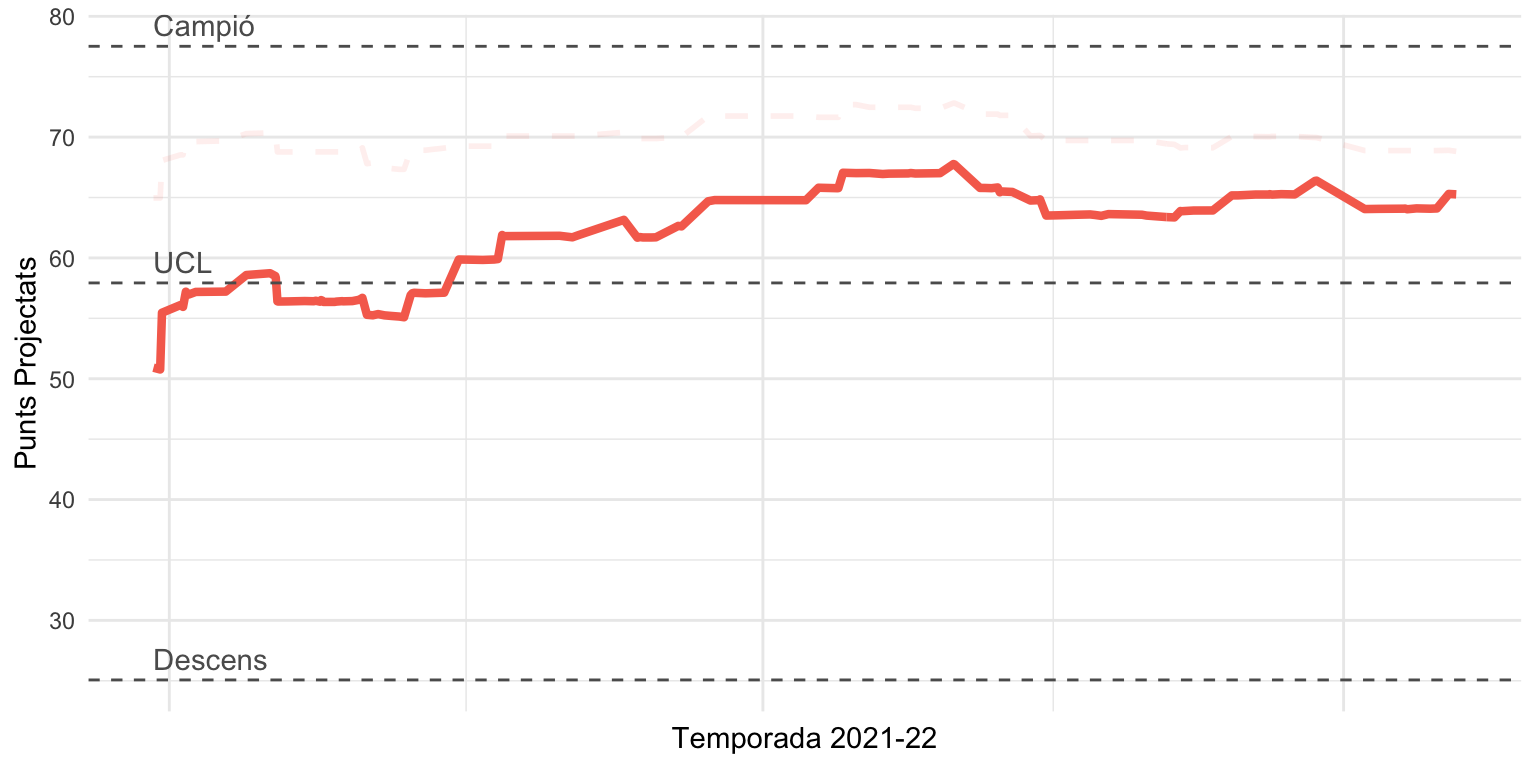 80
Campió
70
60
UCL
50
40
30
Descens
Punts Projectats
Temporada 2021-22